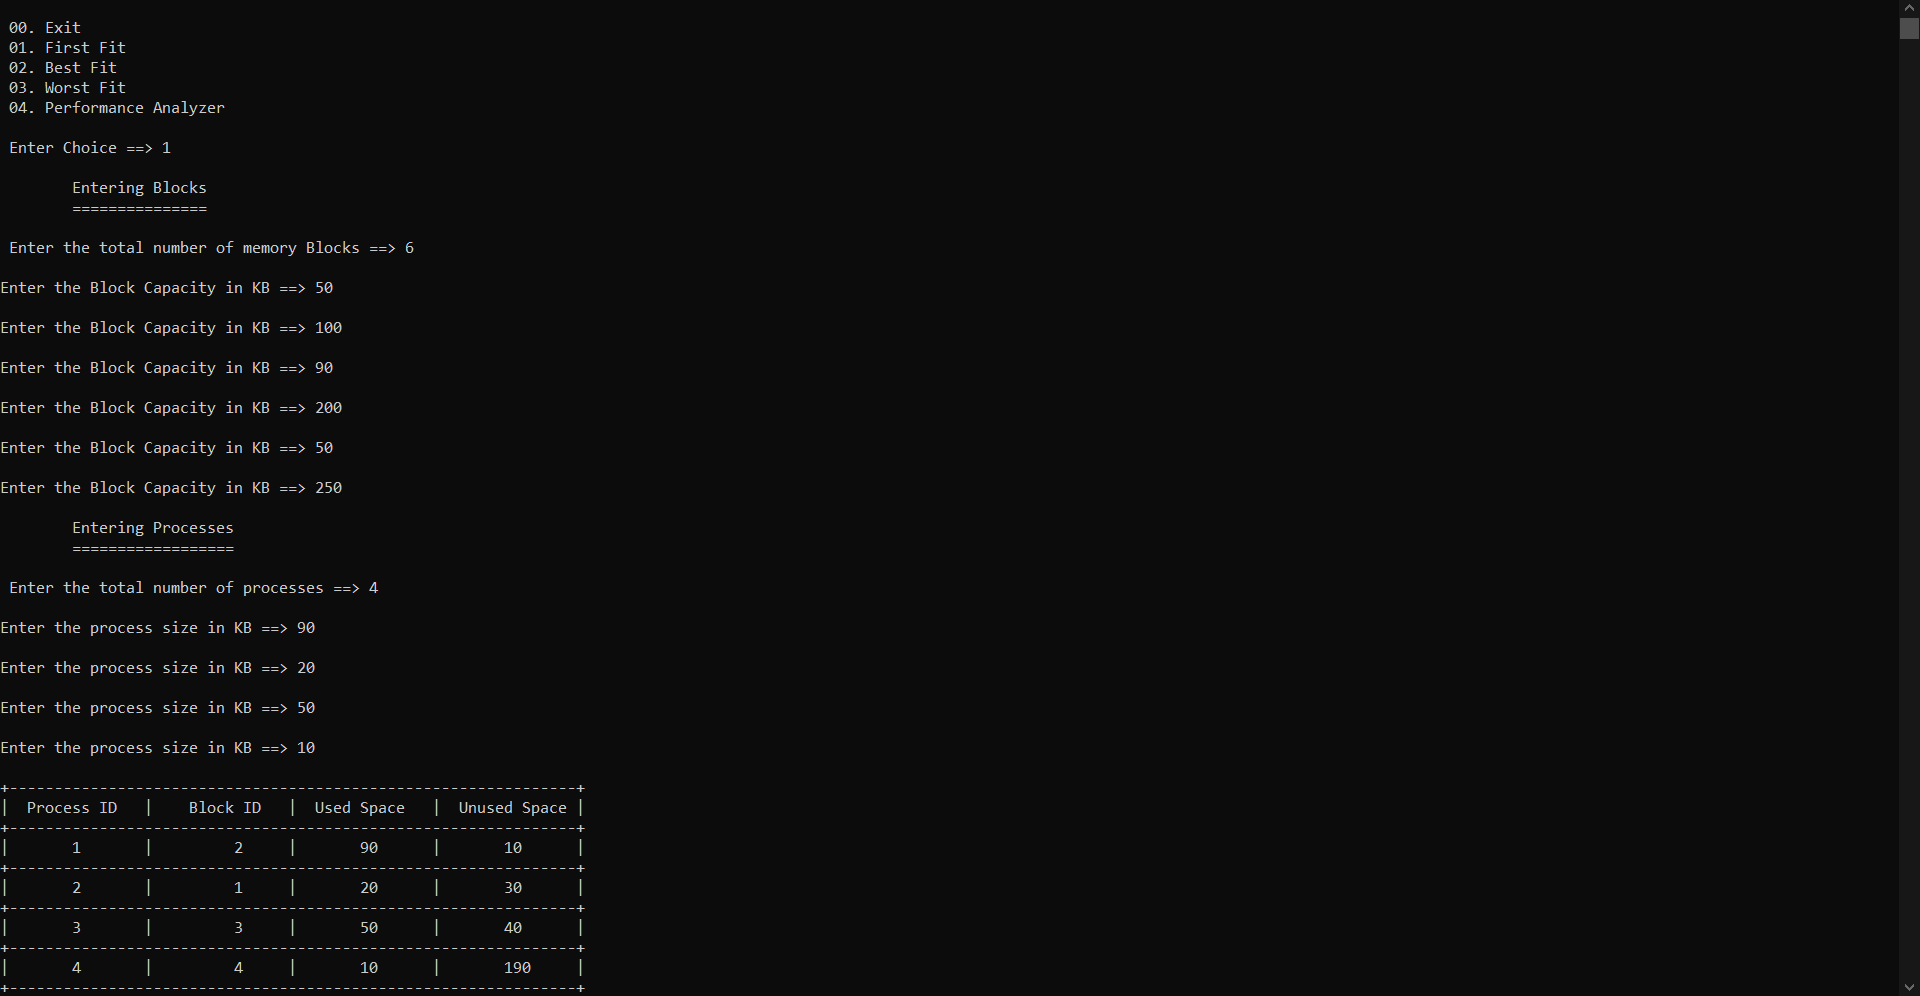 00. Exit
01. First Fit
02. Best Fit
03. Worst Fit
04. Performance Analyzer
Enter Choice ==> 1
Entering Blocks
===============
Enter the total number of memory Blocks ==> 6
Enter the Block Capacity in KB ==> 50
Enter the Block Capacity in KB ==> 100
Enter the Block Capacity in KB ==> 90
Enter the Block Capacity in KB ==> 200
Enter the Block Capacity in KB ==> 50
Enter the Block Capacity in KB ==> 250
Entering Processes
==================
Enter the total number of processes ==> 4
Enter the process size in KB ==> 90
Enter the process size in KB ==> 20
Enter the process size in KB ==> 50
Enter the process size in KB ==> 10
+---------------------------------------------------------------+
|  Process ID   |    Block ID   |  Used Space   |  Unused Space |
+---------------------------------------------------------------+
|       1       |         2     |       90      |       10      |
+---------------------------------------------------------------+
|       2       |         1     |       20      |       30      |
+---------------------------------------------------------------+
|       3       |         3     |       50      |       40      |
+---------------------------------------------------------------+
|       4       |         4     |       10      |       190     |
+---------------------------------------------------------------+